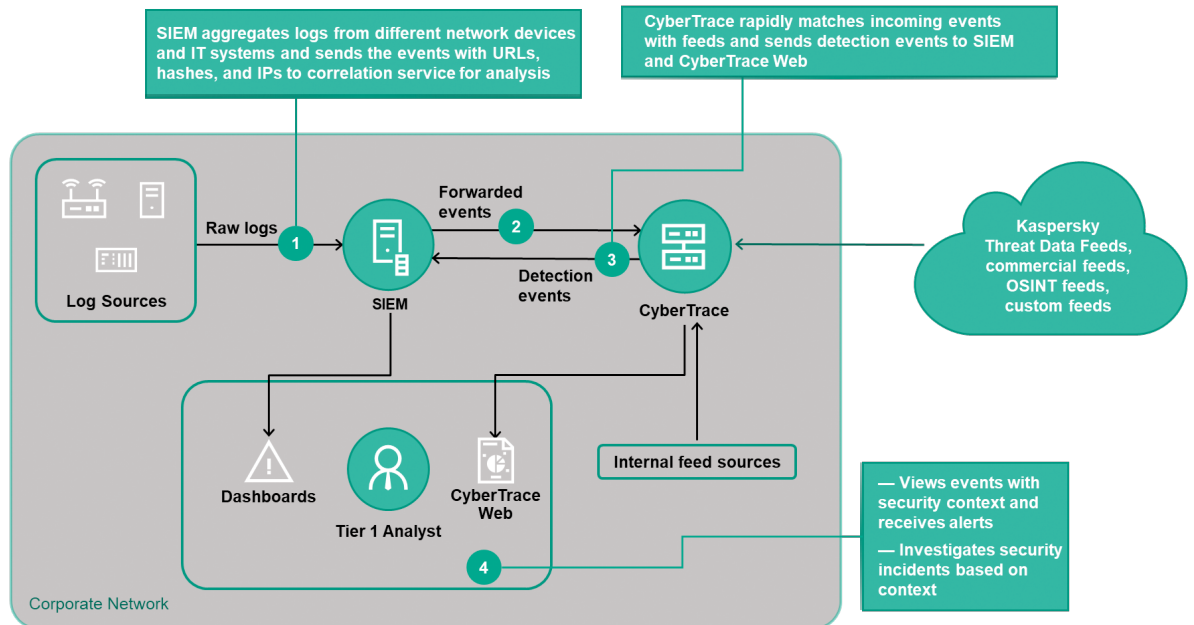 SIEM aggregates logs from different network devices
and IT systems and sends the events with URLs,
hashes, and IPs to correlation service for analysis
CyberTrace rapidly matches incoming events
with feeds and sends detection events to SIEM
and CyberTrace Web
Log Sources
Raw logs
1
SIEM
Forwarded
events
2
3
Detection
events
CyberTrace
Kaspersky
Threat Data Feeds,
commercial feeds,
OSINT feeds,
custom feeds
Dashboards
Tier 1 Analyst
CyberTrace
Web
4
Internal feed sources
— Views events with
security context and
receives alerts
— Investigates security
incidents based on
context
Corporate Network